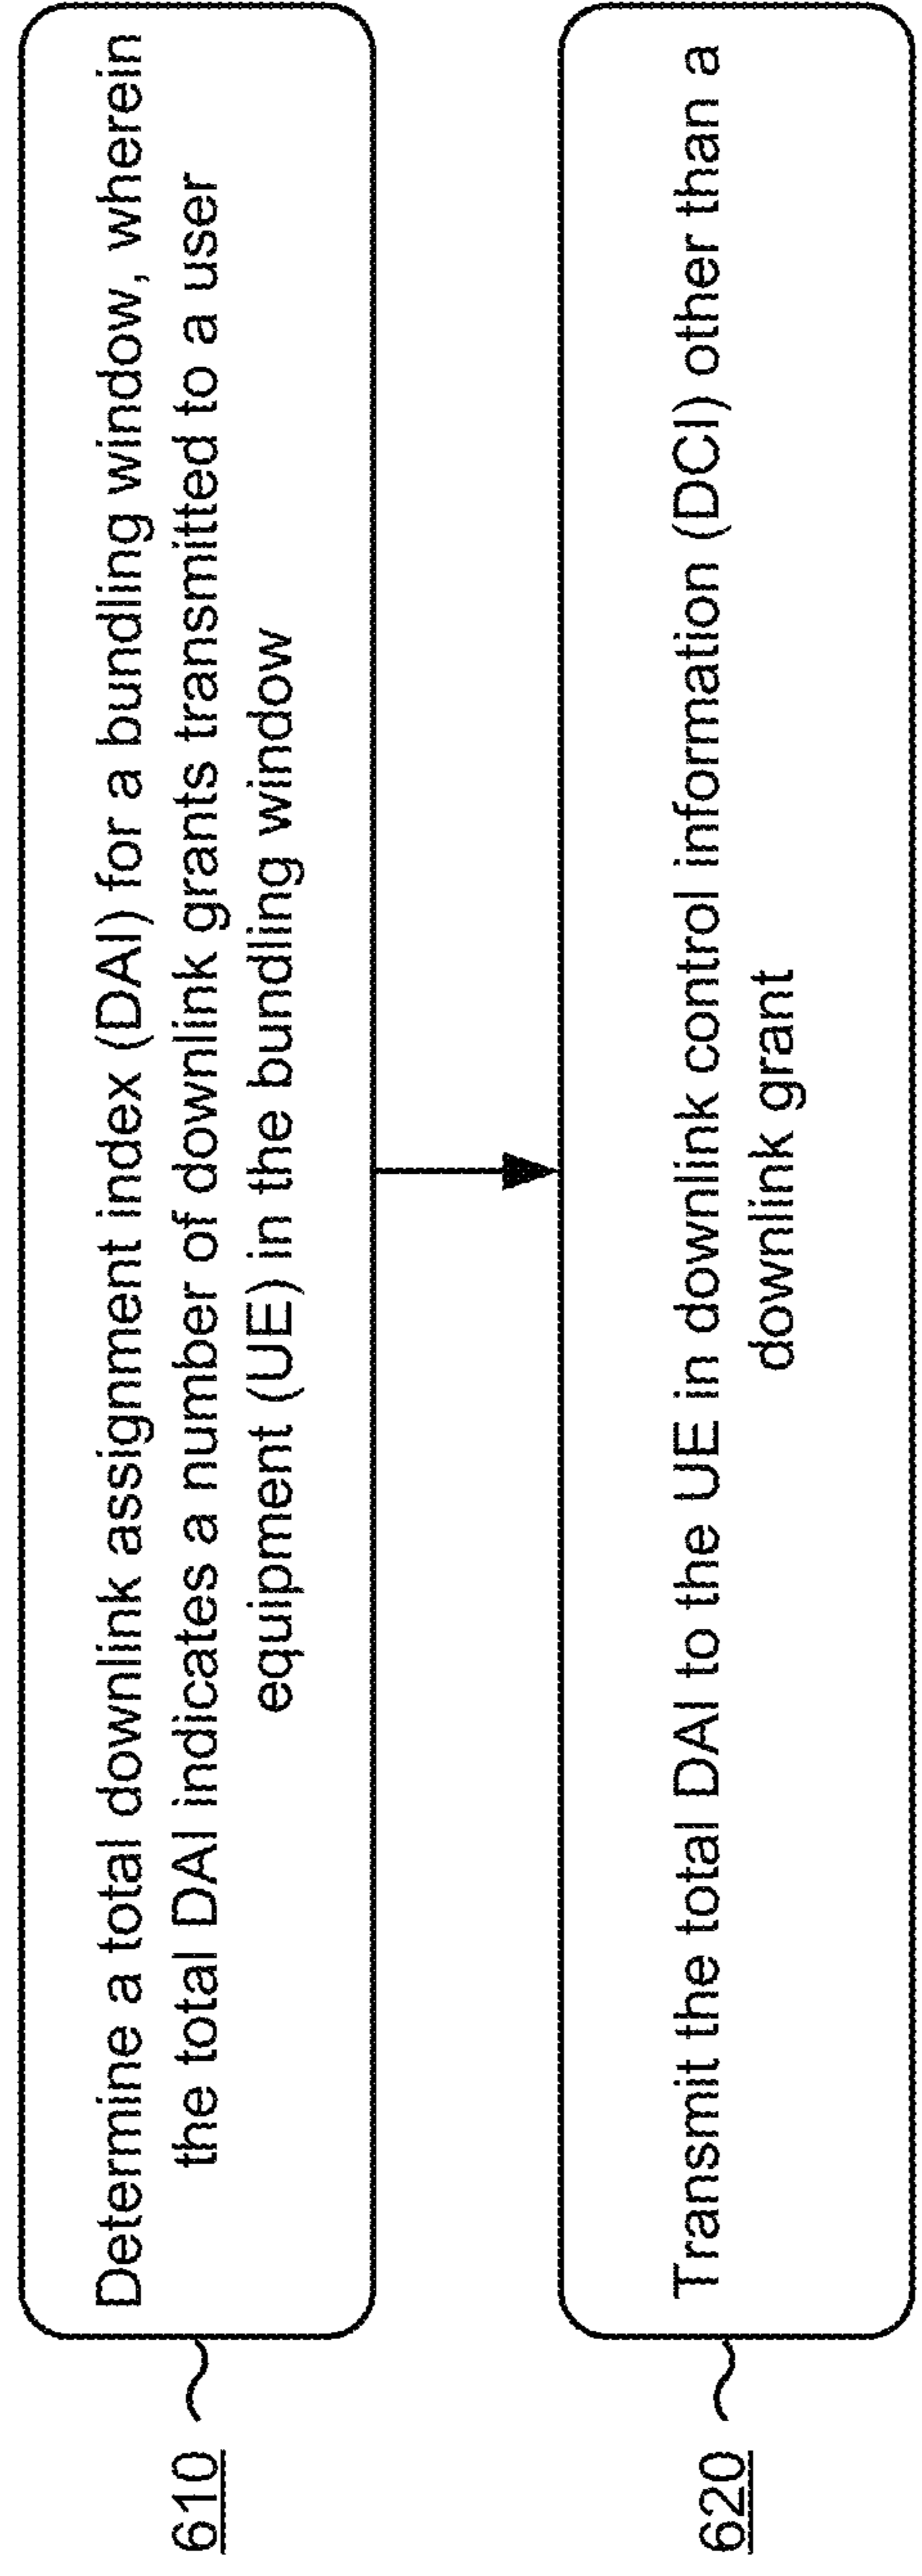 610
Determine a total downlink assignment index (DAI) for a bundling window, wherein
the total DAI indicates a number of downlink grants transmitted to a user
equipment (UE) in the bundling window
620
Transmit the total DAI to the UE in downlink control information (DCI) other than a
downlink grant